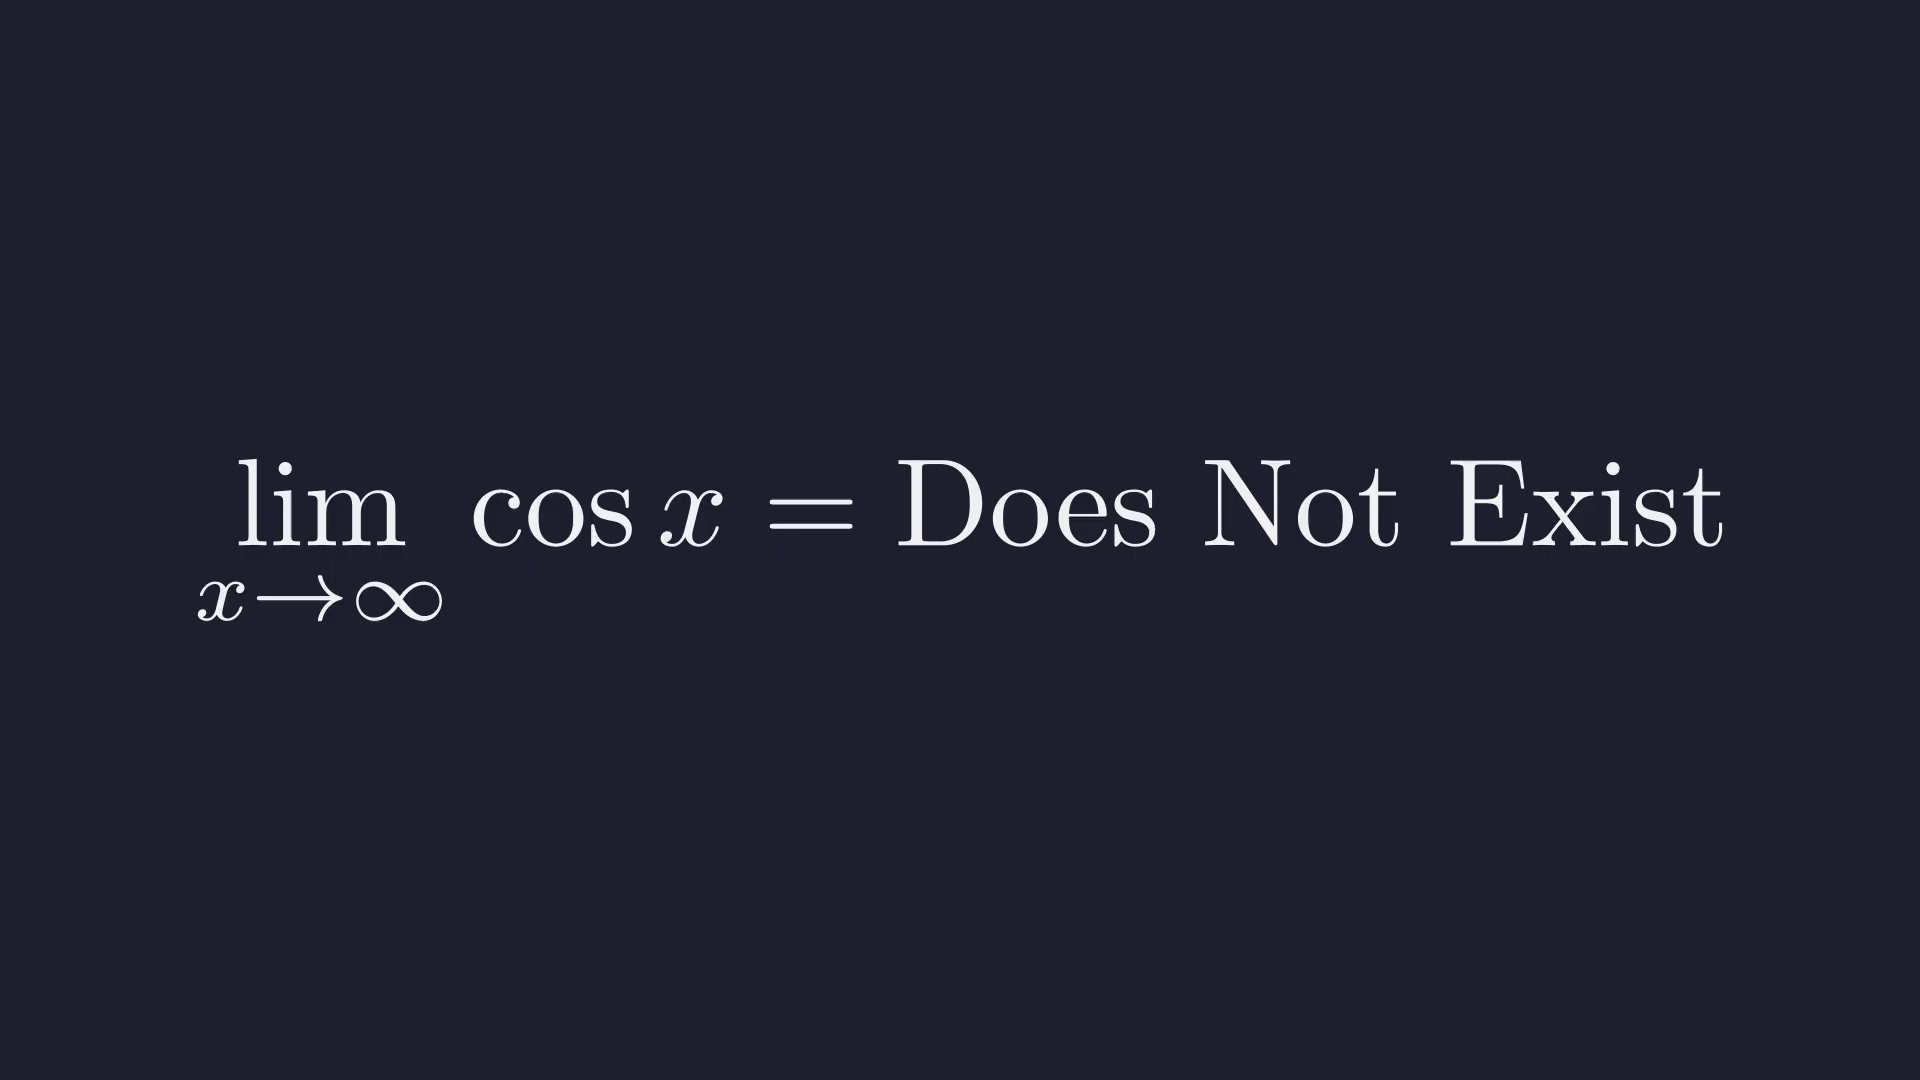 lim cos x = Does Not Exist
x→∞